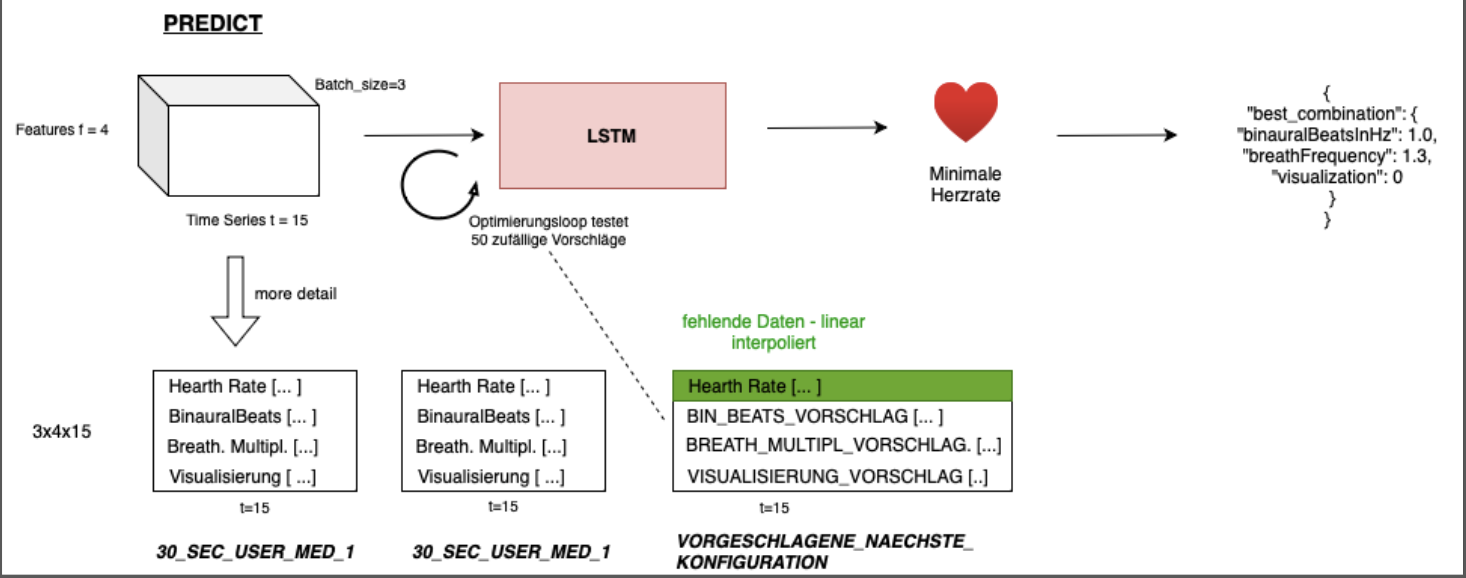 PREDICT
Batch_size=3
Features f = 4
Time Series t = 15
LSTM
Optimierungsloop testet
50 zufällige Vorschläge
Minimale
Herzrate
{
"best_combination": {
"binauralBeatsInHz": 1.0,
"breathFrequency": 1.3,
"visualization": 0
}
}
more detail
fehlende Daten - linear
interpoliert
3x4x15
Hearth Rate [... ]
BinauralBeats [... ]
Breath. Multipl. [...]
Visualisierung [ ...]
t=15
30_SEC_USER_MED_1
Hearth Rate [... ]
BinauralBeats [... ]
Breath. Multipl. [...]
Visualisierung [ ...]
t=15
30_SEC_USER_MED_1
Hearth Rate [... ]
BIN_BEATS_VORSCHLAG [... ]
BREATH_MULTIPL_VORSCHLAG. [...]
VISUALISIERUNG_VORSCHLAG [..]
t=15
VORGESCHLAGENE_NAECHSTE_
KONFIGURATION